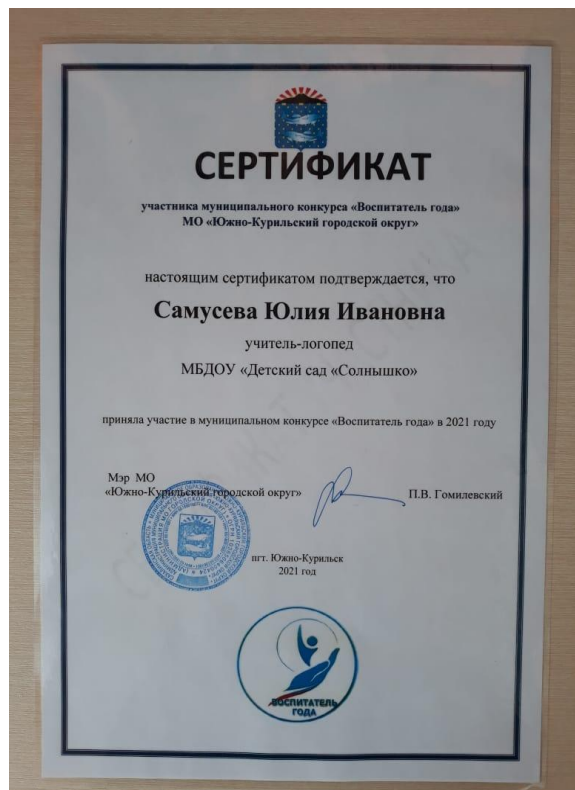 СЕРТИФИКАТ
участника муниципального конкурса «Воспитатель года»
МО «Южно-Курильский городской округ»
настоящим сертификатом подтверждается, что
Самусева Юлия Ивановна
учитель-логопед
МБДОУ «Детский сад «Солнышко»
приняла участие в муниципальном конкурсе «Воспитатель года» в 2021 году
Мэр МО
«Южно-Курильский городской округ»
П.В. Гомилевский
пгт. Южно-Курильск
2021 год
ВОСПИТАТЕЛЬ
ГОДА